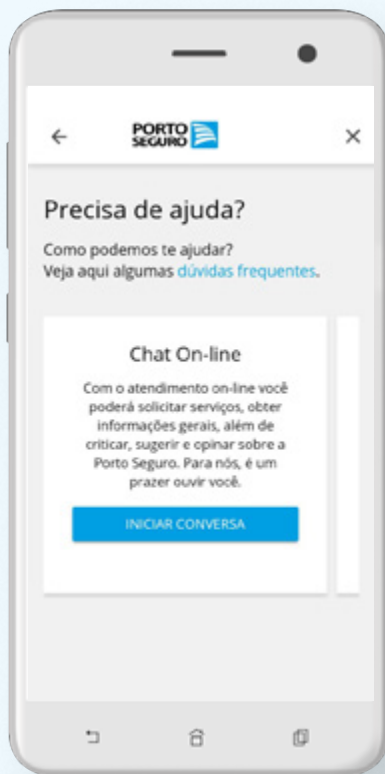 PORTO
SEGURO
Precisa de ajuda?
Como podemos te ajudar?
Veja aqui algumas dúvidas frequentes.
Chat On-line
Com o atendimento on-line você
poderá solicitar serviços, obter
informações gerais, além de
criticar, sugerir e opinar sobre a
Porto Seguro. Para nós, é um
prazer ouvir você.
INICIAR CONVERSA